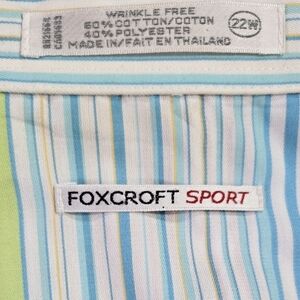 WRINKLE FREE
60% COTTON/COTON
40% POLYESTER
MADE IN/FAIT EN THAILAND
22W
FOXCROFT SPORT